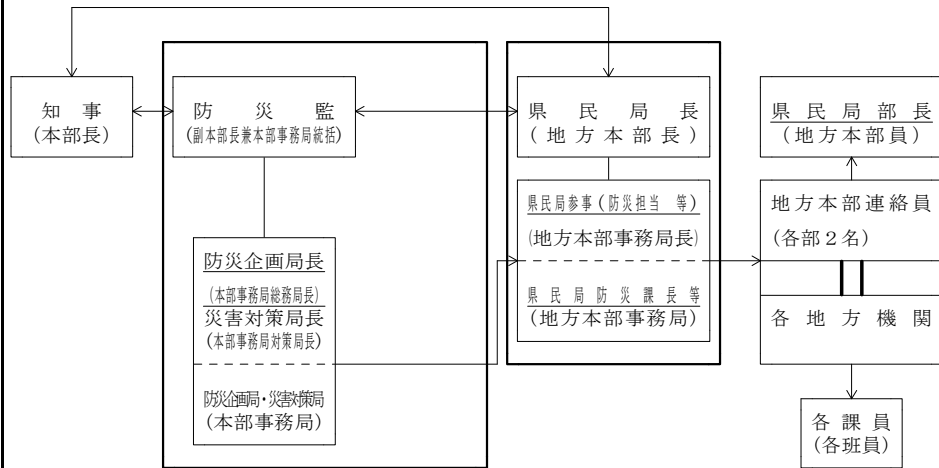 知事
(本部長)
防災監
(副本部長兼本部事務局統括)
県民局長
(地方本部長)
県民局部長
(地方本部員)
防災企画局長
(本部事務局総務局長)
災害対策局長
(本部事務局対策局長)
防災企画局・災害対策局
(本部事務局)
県民局参事(防災担当 等)
(地方本部事務局長)
県民局防災課長等
(地方本部事務局)
地方本部連絡員
(各部2名)
各地方機関
各課員
(各班員)